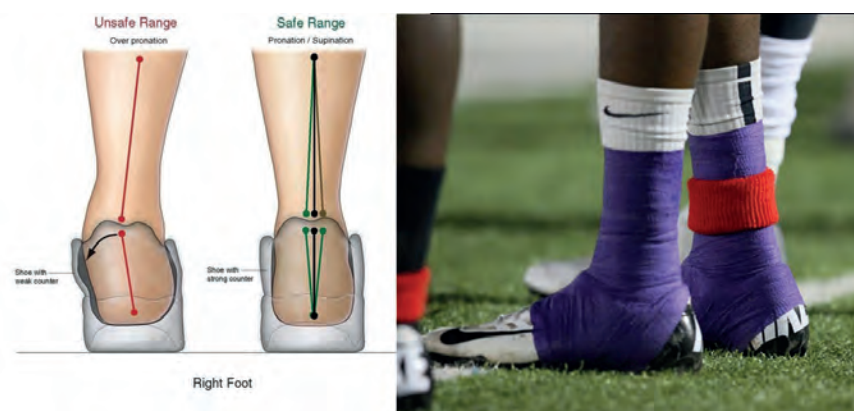 Unsafe Range
Over pronation
Safe Range
Pronation / Supination
Shoe with
weak counter
Shoe with
strong counter
Right Foot